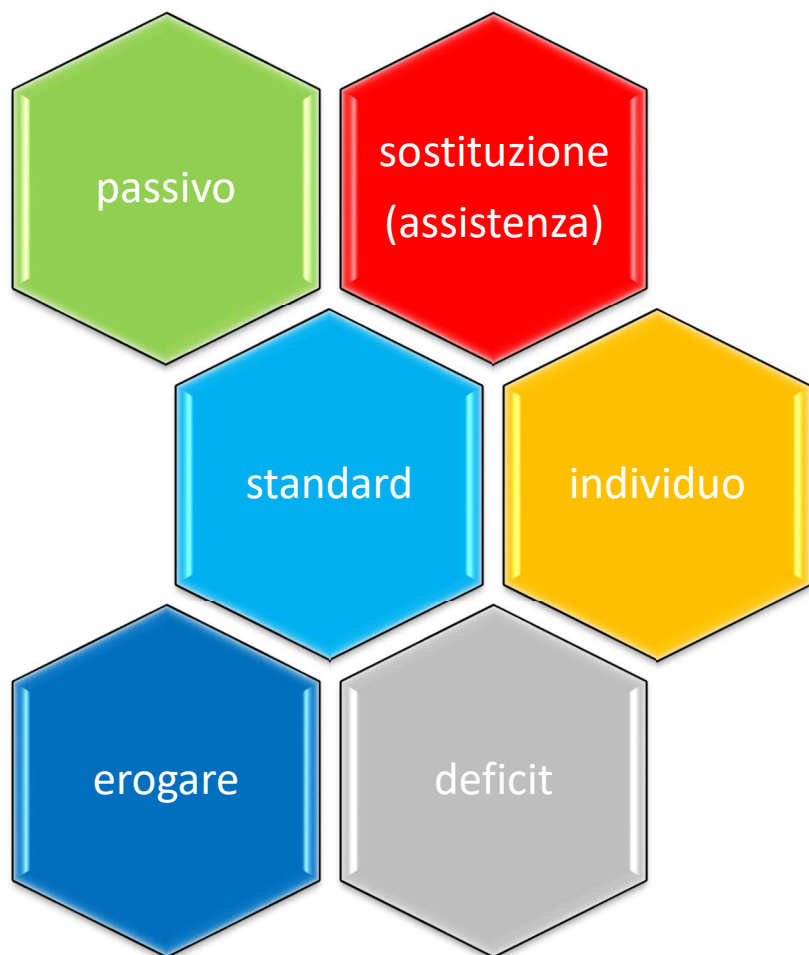 passivo
sostituzione
(assistenza)
standard
individuo
erogare
deficit